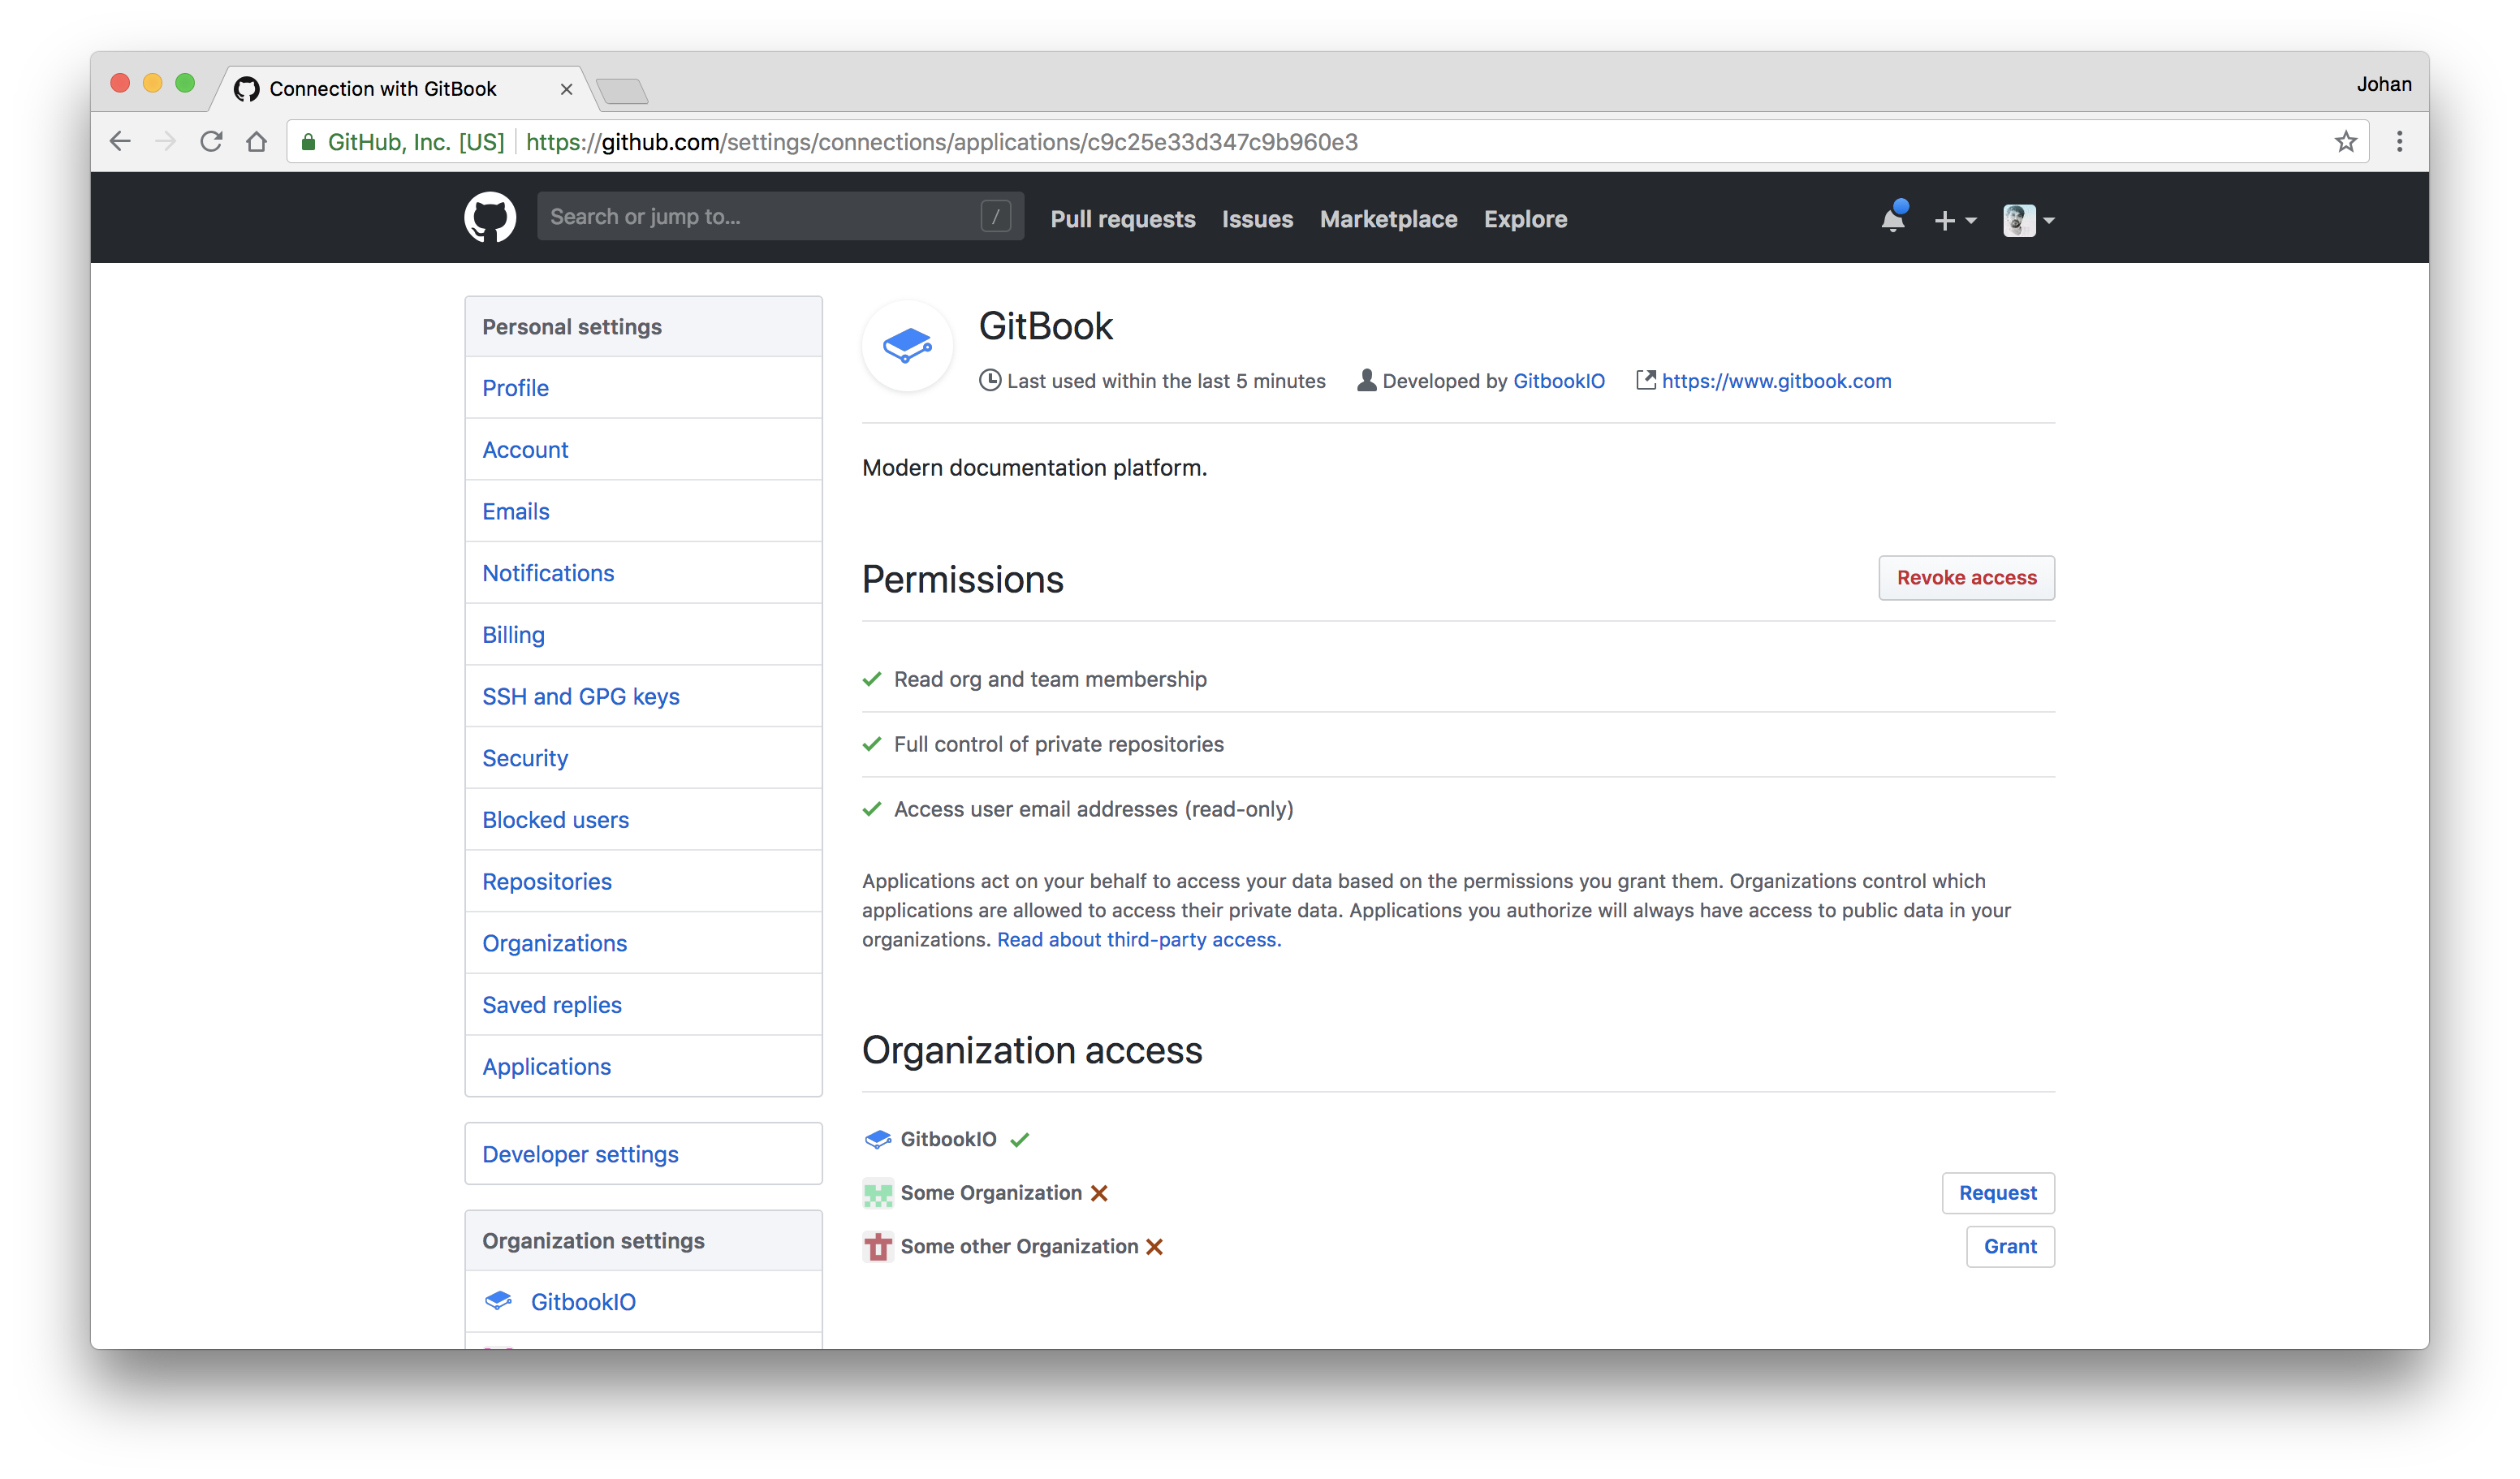 Connection with GitBook
Johan
GitHub, Inc. [US] https://github.com/settings/connections/applications/c9c25e33d347c9b960e3
Search or jump to... /
Pull requests Issues Marketplace Explore
Personal settings
Profile
Account
Emails
Notifications
Billing
SSH and GPG keys
Security
Blocked users
Repositories
Organizations
Saved replies
Applications
Developer settings
Organization settings
GitbookIO
GitBook
Last used within the last 5 minutes Developed by GitbookIO https://www.gitbook.com
Modern documentation platform.
Permissions
Revoke access
Read org and team membership
Full control of private repositories
Access user email addresses (read-only)
Applications act on your behalf to access your data based on the permissions you grant them. Organizations control which
applications are allowed to access their private data. Applications you authorize will always have access to public data in your
organizations. Read about third-party access.
Organization access
GitbookIO
Some Organization
Request
Some other Organization
Grant